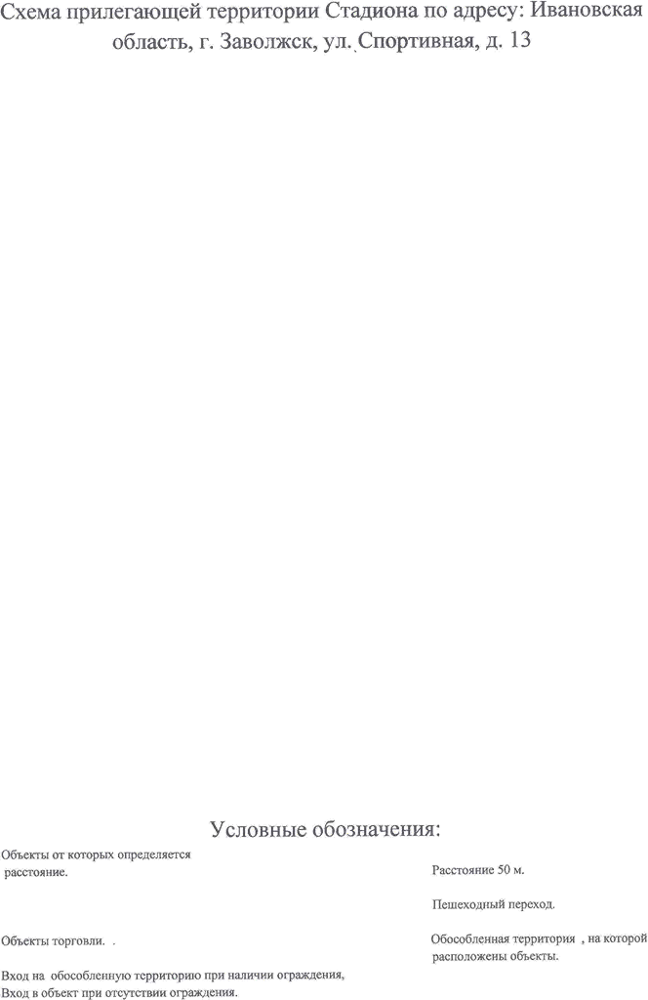 Схема прилегающей территории Стадиона по адресу: Ивановская
область, г. Заволжск, ул. Спортивная, д. 13
Условные обозначения:
Объекты от которых определяется
расстояние.
Расстояние 50 м.
Пешеходный переход.
Объекты торговли. .
Обособленная территория , на которой
расположены объекты.
Вход на обособленную территорию при наличии ограждения,
Вход в объект при отсутствии ограждения.